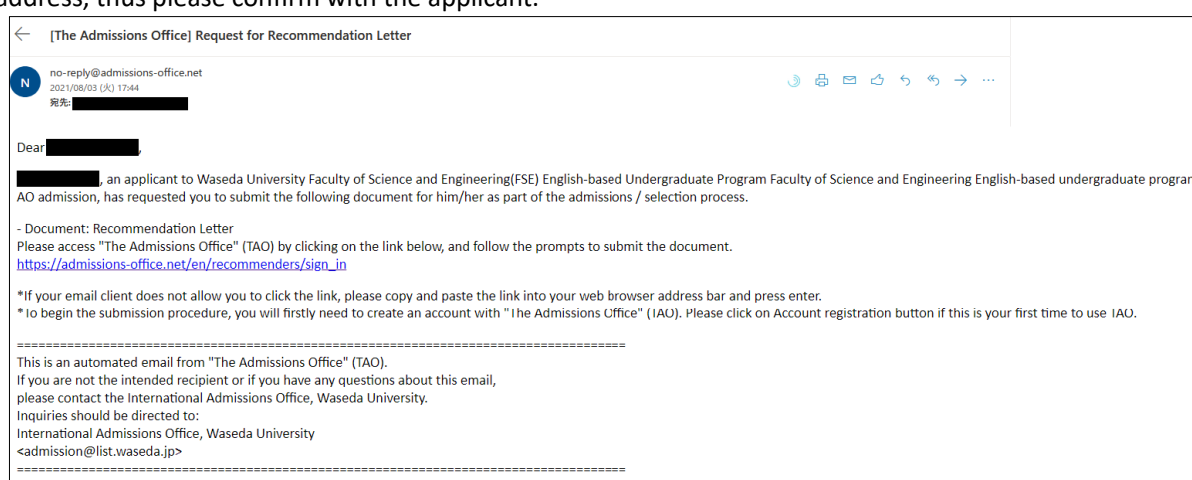 address, thus please confirm with the applicant.
[The Admissions Office] Request for Recommendation Letter
N
no-reply@admissions-office.net
2021/08/03 (火) 17:44
宛先:
Dear ,
, an applicant to Waseda University Faculty of Science and Engineering(FSE) English-based Undergraduate Program Faculty of Science and Engineering English-based undergraduate program
AO admission, has requested you to submit the following document for him/her as part of the admissions / selection process.
- Document: Recommendation Letter
Please access "The Admissions Office" (TAO) by clicking on the link below, and follow the prompts to submit the document.
https://admissions-office.net/en/recommenders/sign_in
*If your email client does not allow you to click the link, please copy and paste the link into your web browser address bar and press enter.
*To begin the submission procedure, you will firstly need to create an account with "The Admissions Office" (TAO). Please click on Account registration button if this is your first time to use TAO.
================================================================================
This is an automated email from "The Admissions Office" (TAO).
If you are not the intended recipient or if you have any questions about this email,
please contact the International Admissions Office, Waseda University.
Inquiries should be directed to:
International Admissions Office, Waseda University
<admission@list.waseda.jp>
================================================================================